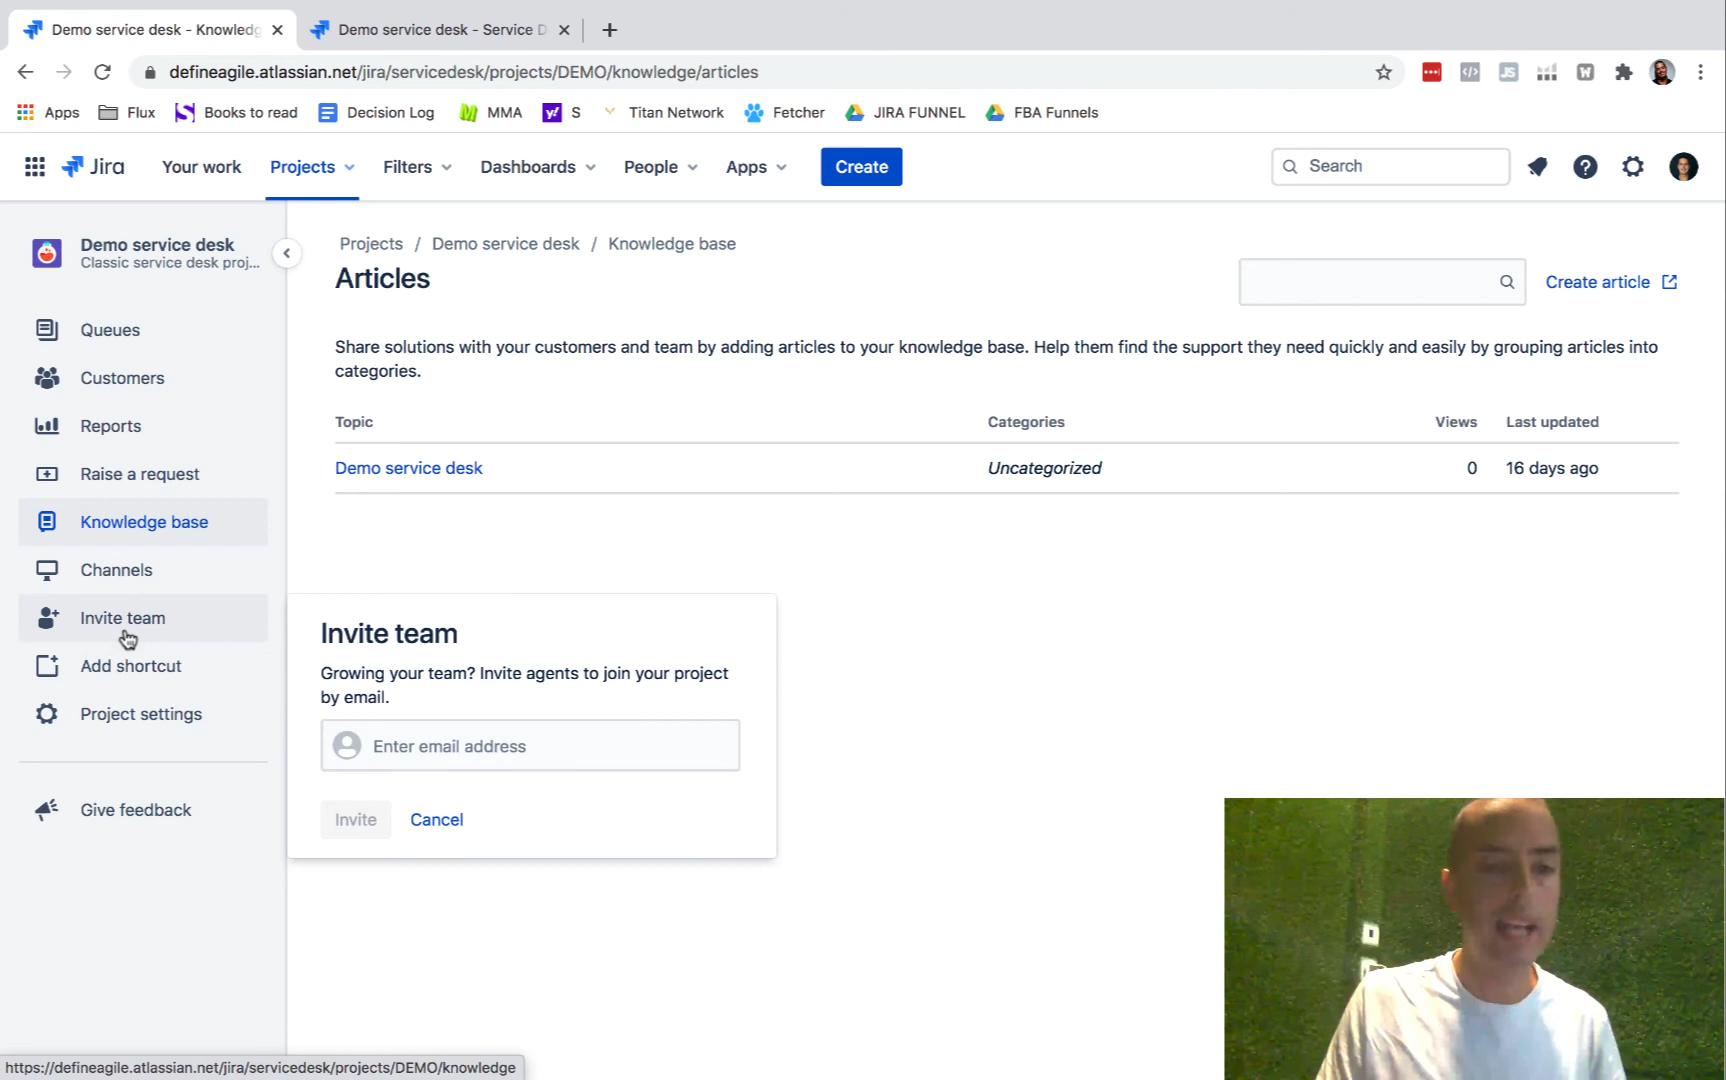 Demo service desk - Knowledg
Demo service desk - Service D
defineagile.atlassian.net/jira/servicedesk/projects/DEMO/knowledge/articles
Apps
Flux
Books to read
Decision Log
MMA
y! S
Titan Network
Fetcher
JIRA FUNNEL
FBA Funnels
Jira
Your work
Projects
Filters
Dashboards
People
Apps
Create
Search
Demo service desk
Classic service desk proj...
Queues
Customers
Reports
Raise a request
Knowledge base
Channels
Invite team
Add shortcut
Project settings
Give feedback
Projects / Demo service desk / Knowledge base
Articles
Create article
Share solutions with your customers and team by adding articles to your knowledge base. Help them find the support they need quickly and easily by grouping articles into
categories.
Topic Categories Views Last updated
Demo service desk Uncategorized 0 16 days ago
Invite team
Growing your team? Invite agents to join your project
by email.
Enter email address
Invite
Cancel
https://defineagile.atlassian.net/jira/servicedesk/projects/DEMO/knowledge